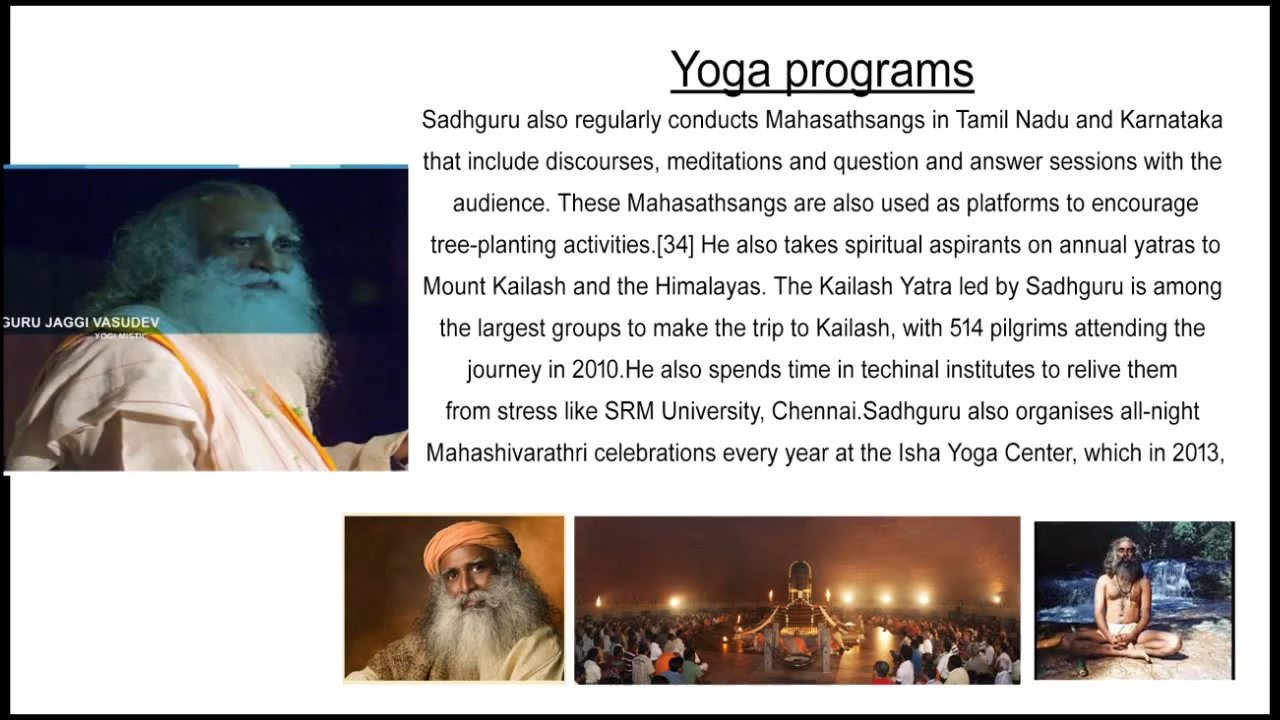 Yoga programs
Sadhguru also regularly conducts Mahasathsangs in Tamil Nadu and Karnataka
that include discourses, meditations and question and answer sessions with the
audience. These Mahasathsangs are also used as platforms to encourage
tree-planting activities.[34] He also takes spiritual aspirants on annual yatras to
Mount Kailash and the Himalayas. The Kailash Yatra led by Sadhguru is among
the largest groups to make the trip to Kailash, with 514 pilgrims attending the
journey in 2010.He also spends time in techinal institutes to relive them
from stress like SRM University, Chennai.Sadhguru also organises all-night
Mahashivarathri celebrations every year at the Isha Yoga Center, which in 2013,
GURU JAGGI VASUDEV
YOGI MISTIC